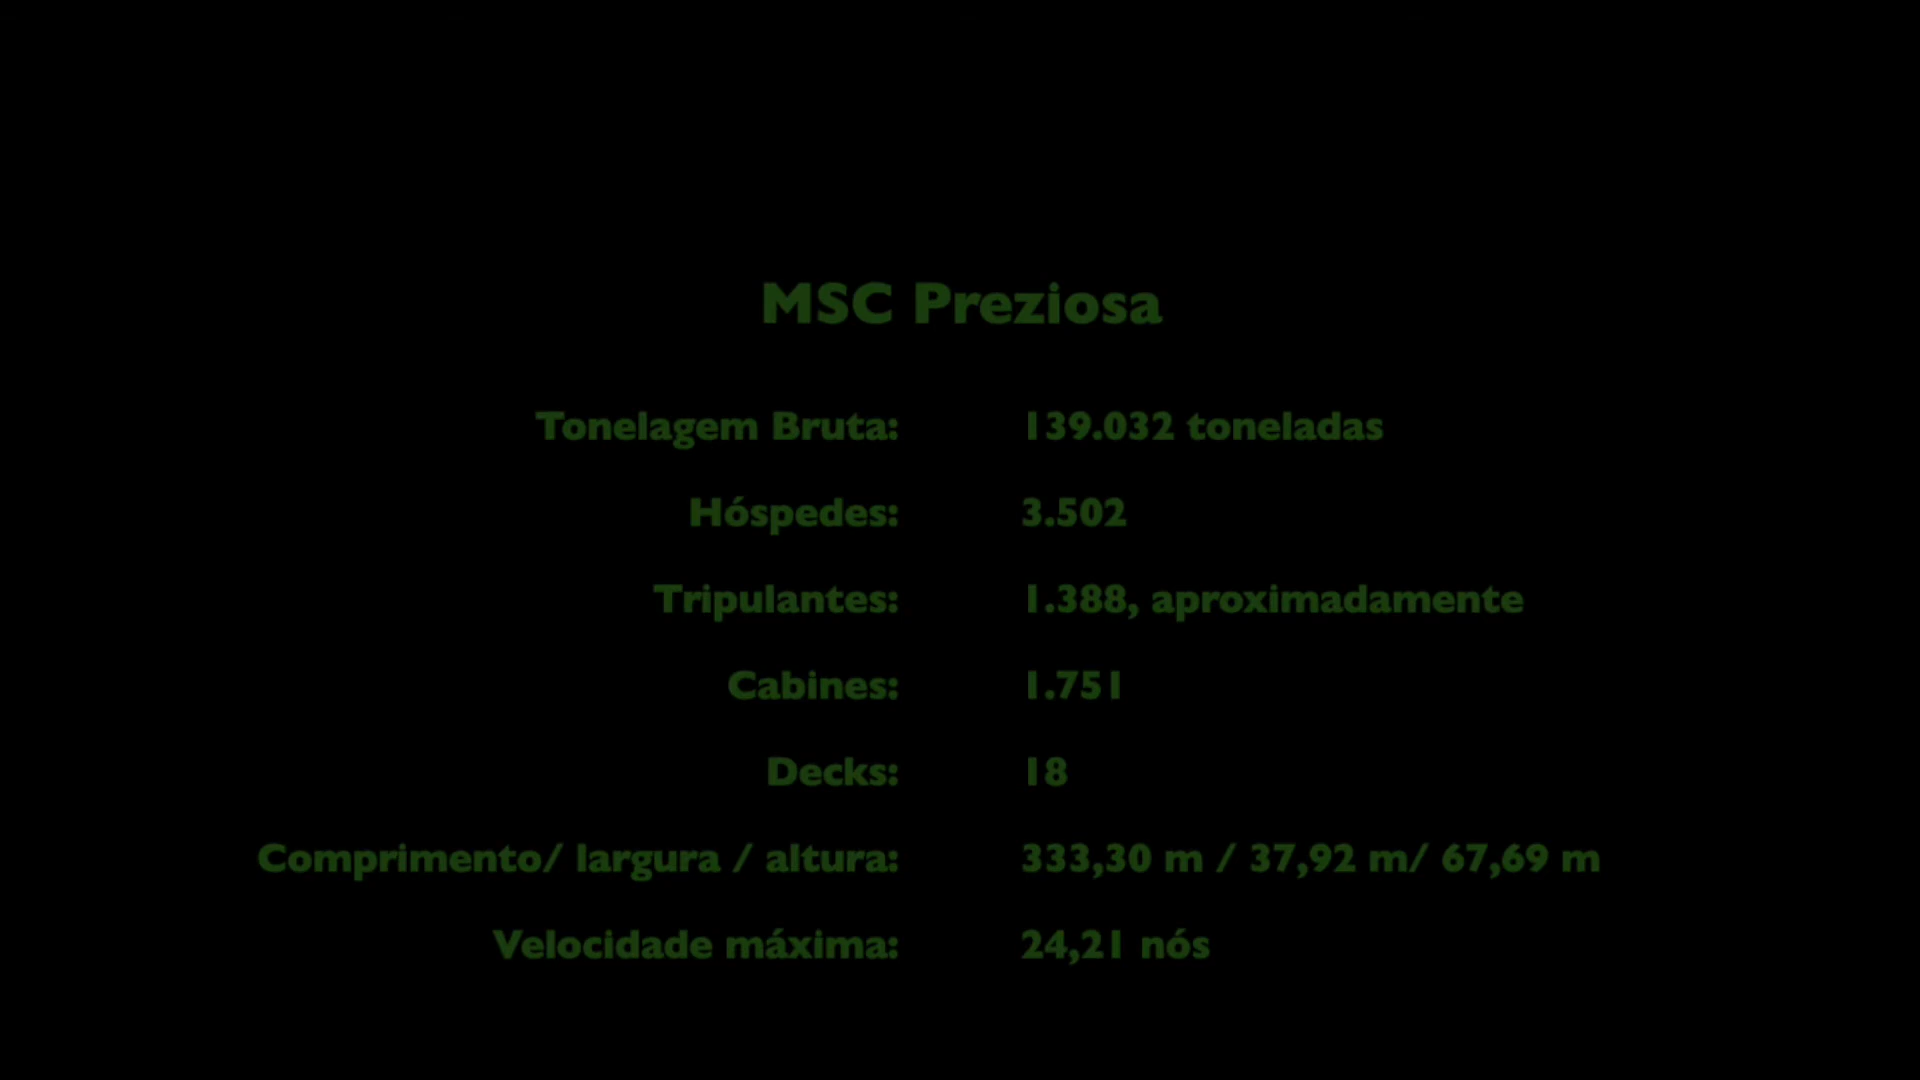 MSC Preziosa
Tonelagem Bruta: 139.032 toneladas
Hóspedes: 3.502
Tripulantes: 1.388, aproximadamente
Cabines: 1.751
Decks: 18
Comprimento/ largura / altura: 333,30 m / 37,92 m/ 67,69 m
Velocidade máxima: 24,21 nós